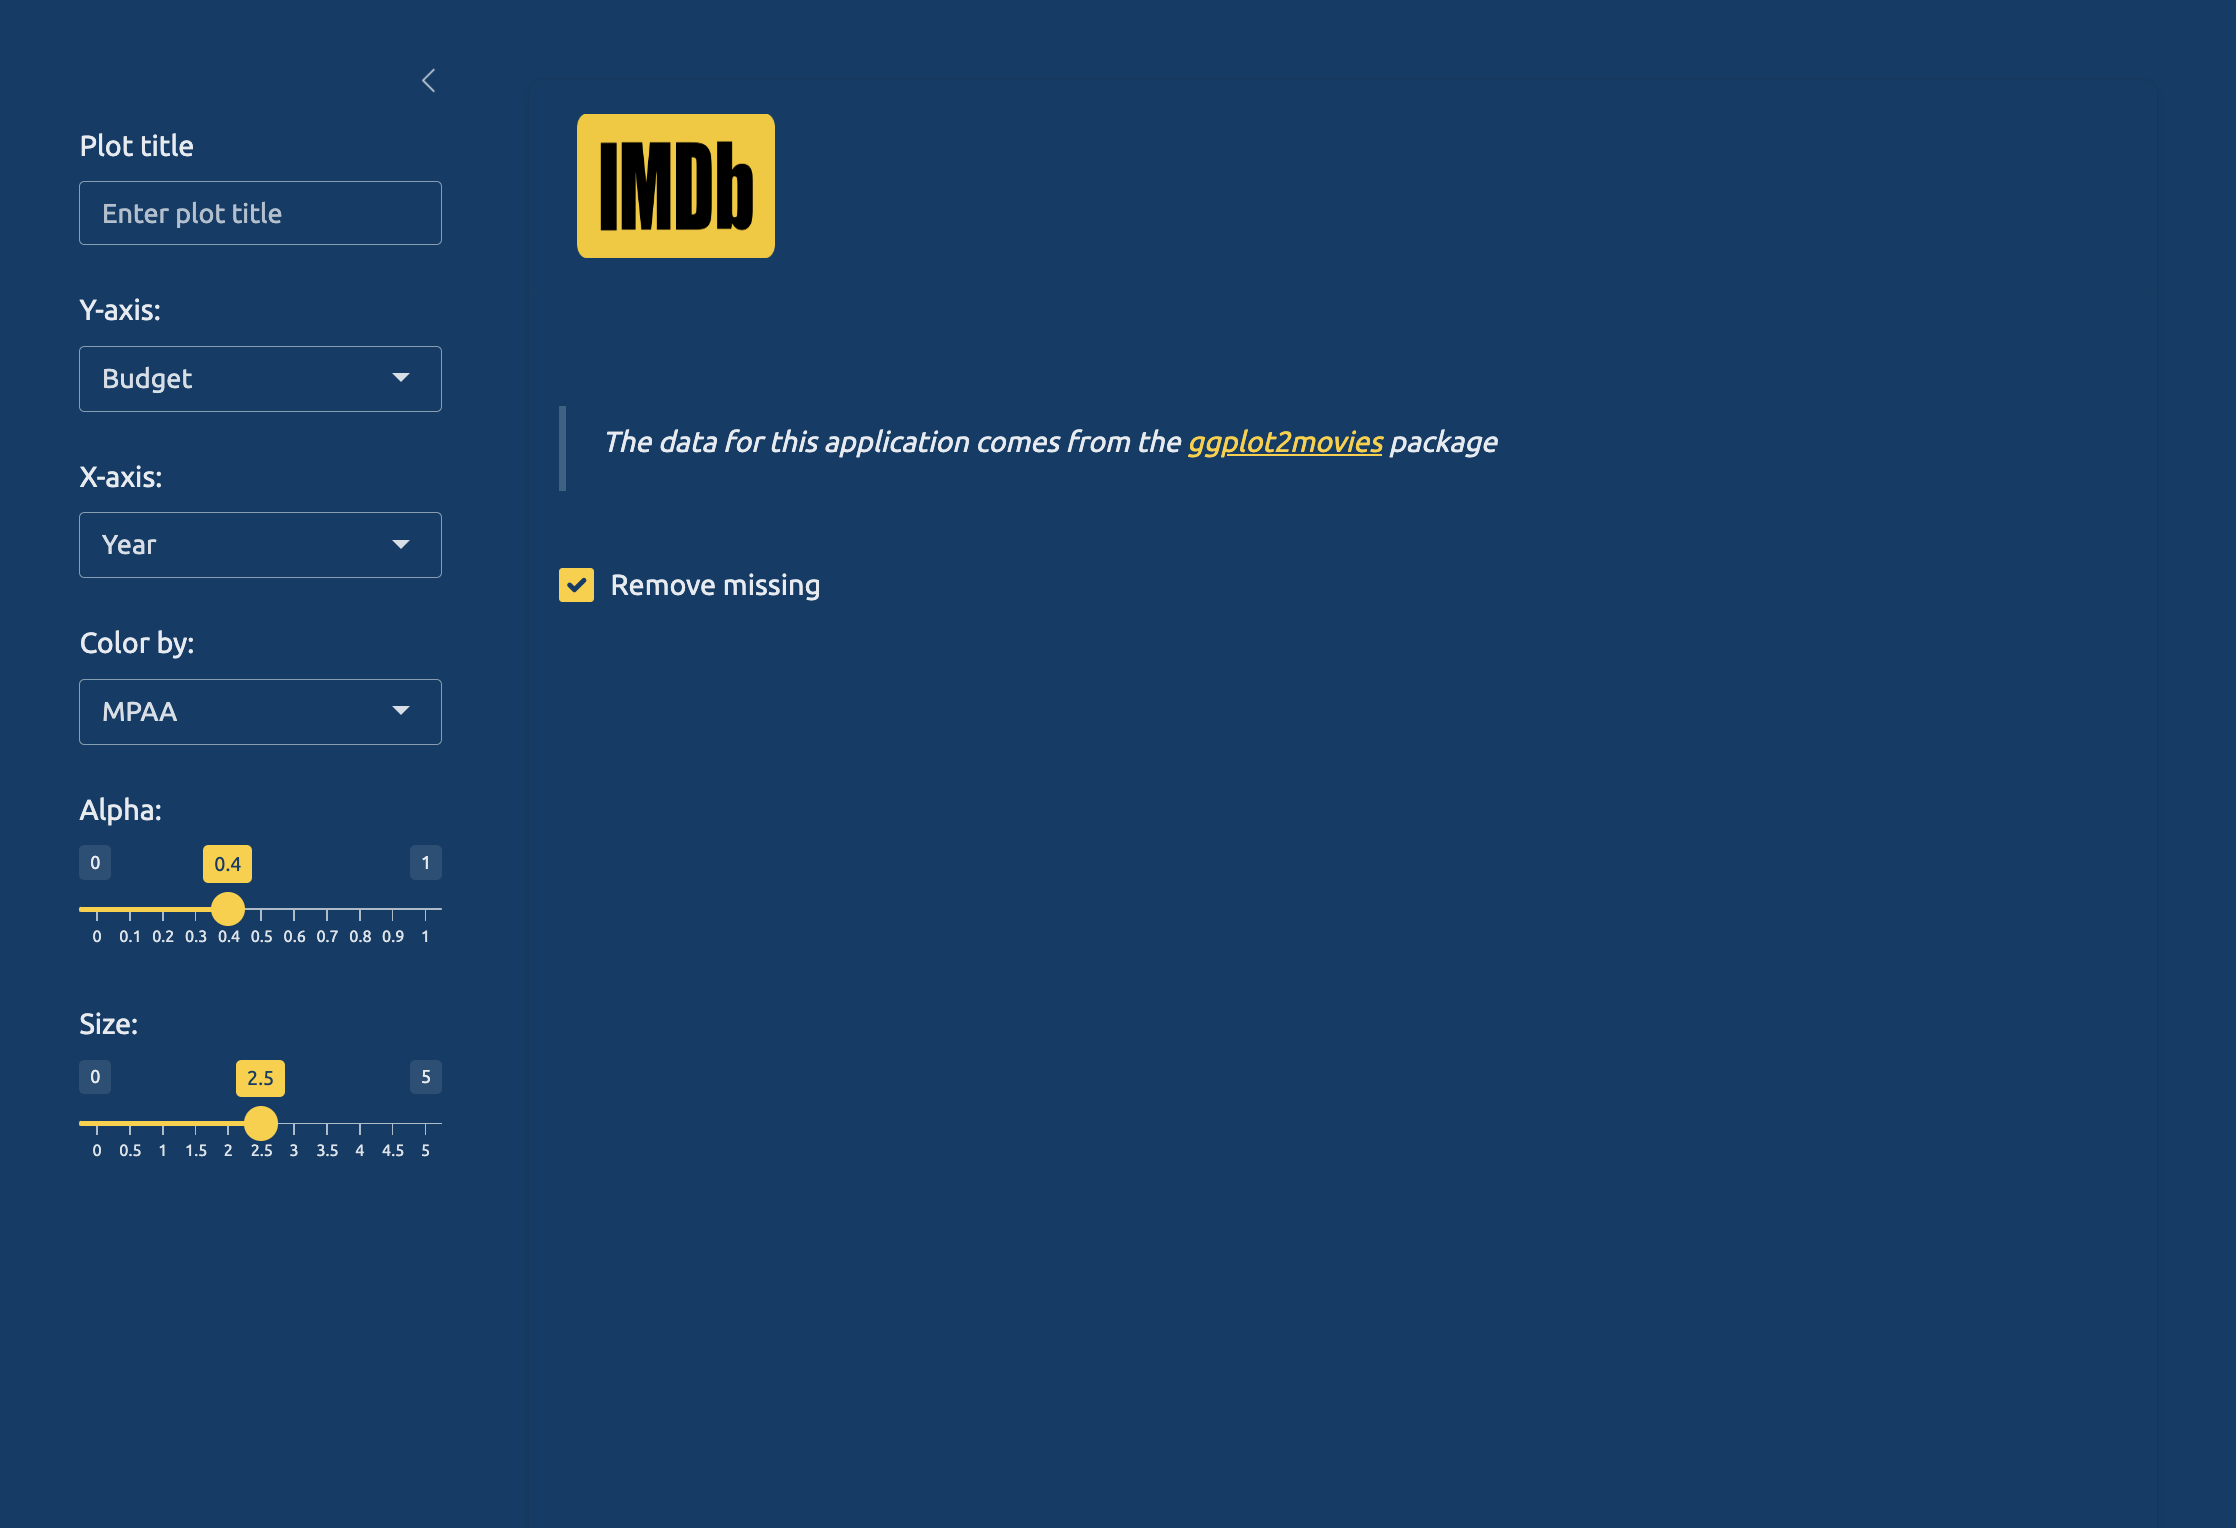 Plot title
Enter plot title
Y-axis:
Budget
X-axis:
Year
Color by:
MPAA
Alpha:
0 0.4 1
0 0.1 0.2 0.3 0.4 0.5 0.6 0.7 0.8 0.9 1
Size:
0 2.5 5
0 0.5 1 1.5 2 2.5 3 3.5 4 4.5 5
IMDb
The data for this application comes from the ggplot2movies package
Remove missing